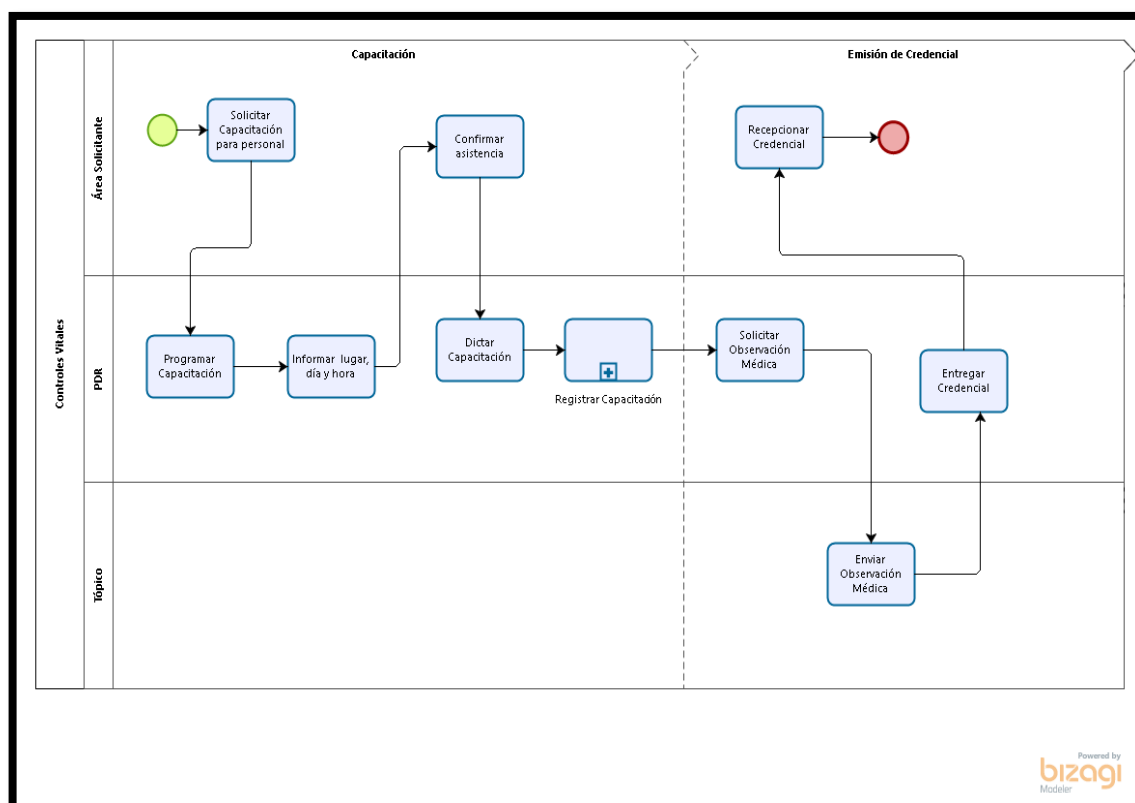 Capacitación
Emisión de Credencial
Controles Vitales
Área Solicitante
Solicitar
Capacitación
para personal
Confirmar
asistencia
Recepcionar
Credencial
PDR
Programar
Capacitación
Informar lugar,
día y hora
Dictar
Capacitación
Registrar Capacitación
Solicitar
Observación
Médica
Entregar
Credencial
Tópico
Enviar
Observación
Médica
Powered by
bizagi
Modeler